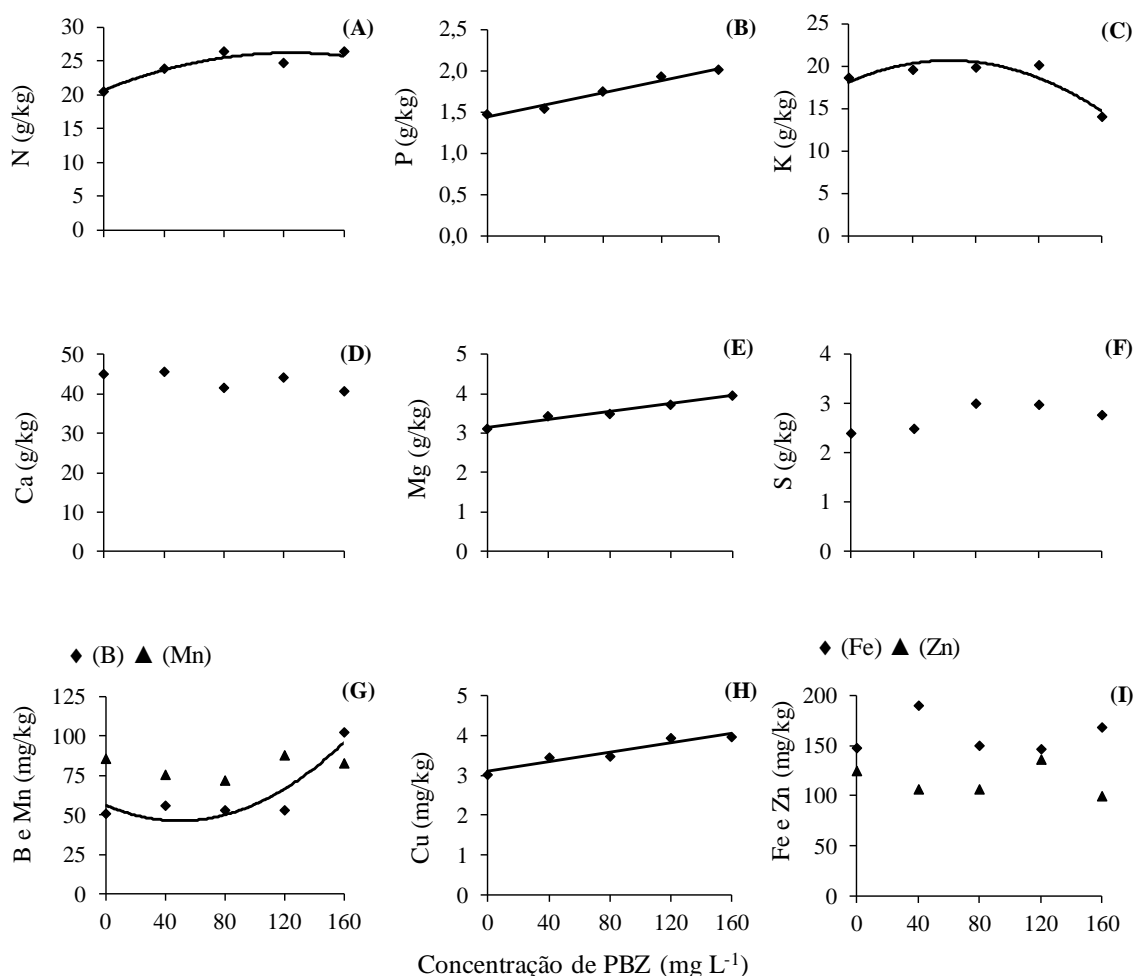 (A)
N (g/kg)
30
25
20
15
10
5
0
(B)
P (g/kg)
2,5
2,0
1,5
1,0
0,5
0,0
(C)
K (g/kg)
25
20
15
10
5
0
(D)
Ca (g/kg)
50
40
30
20
10
0
(E)
Mg (g/kg)
5
4
3
2
1
0
(F)
S (g/kg)
4
3
2
1
0
(B) (Mn)
(G)
B e Mn (mg/kg)
125
100
75
50
25
0
0 40 80 120 160
(H)
Cu (mg/kg)
5
4
3
2
1
0
0 40 80 120 160
(Fe) (Zn)
(I)
Fe e Zn (mg/kg)
200
150
100
50
0
0 40 80 120 160
Concentração de PBZ (mg L-1)